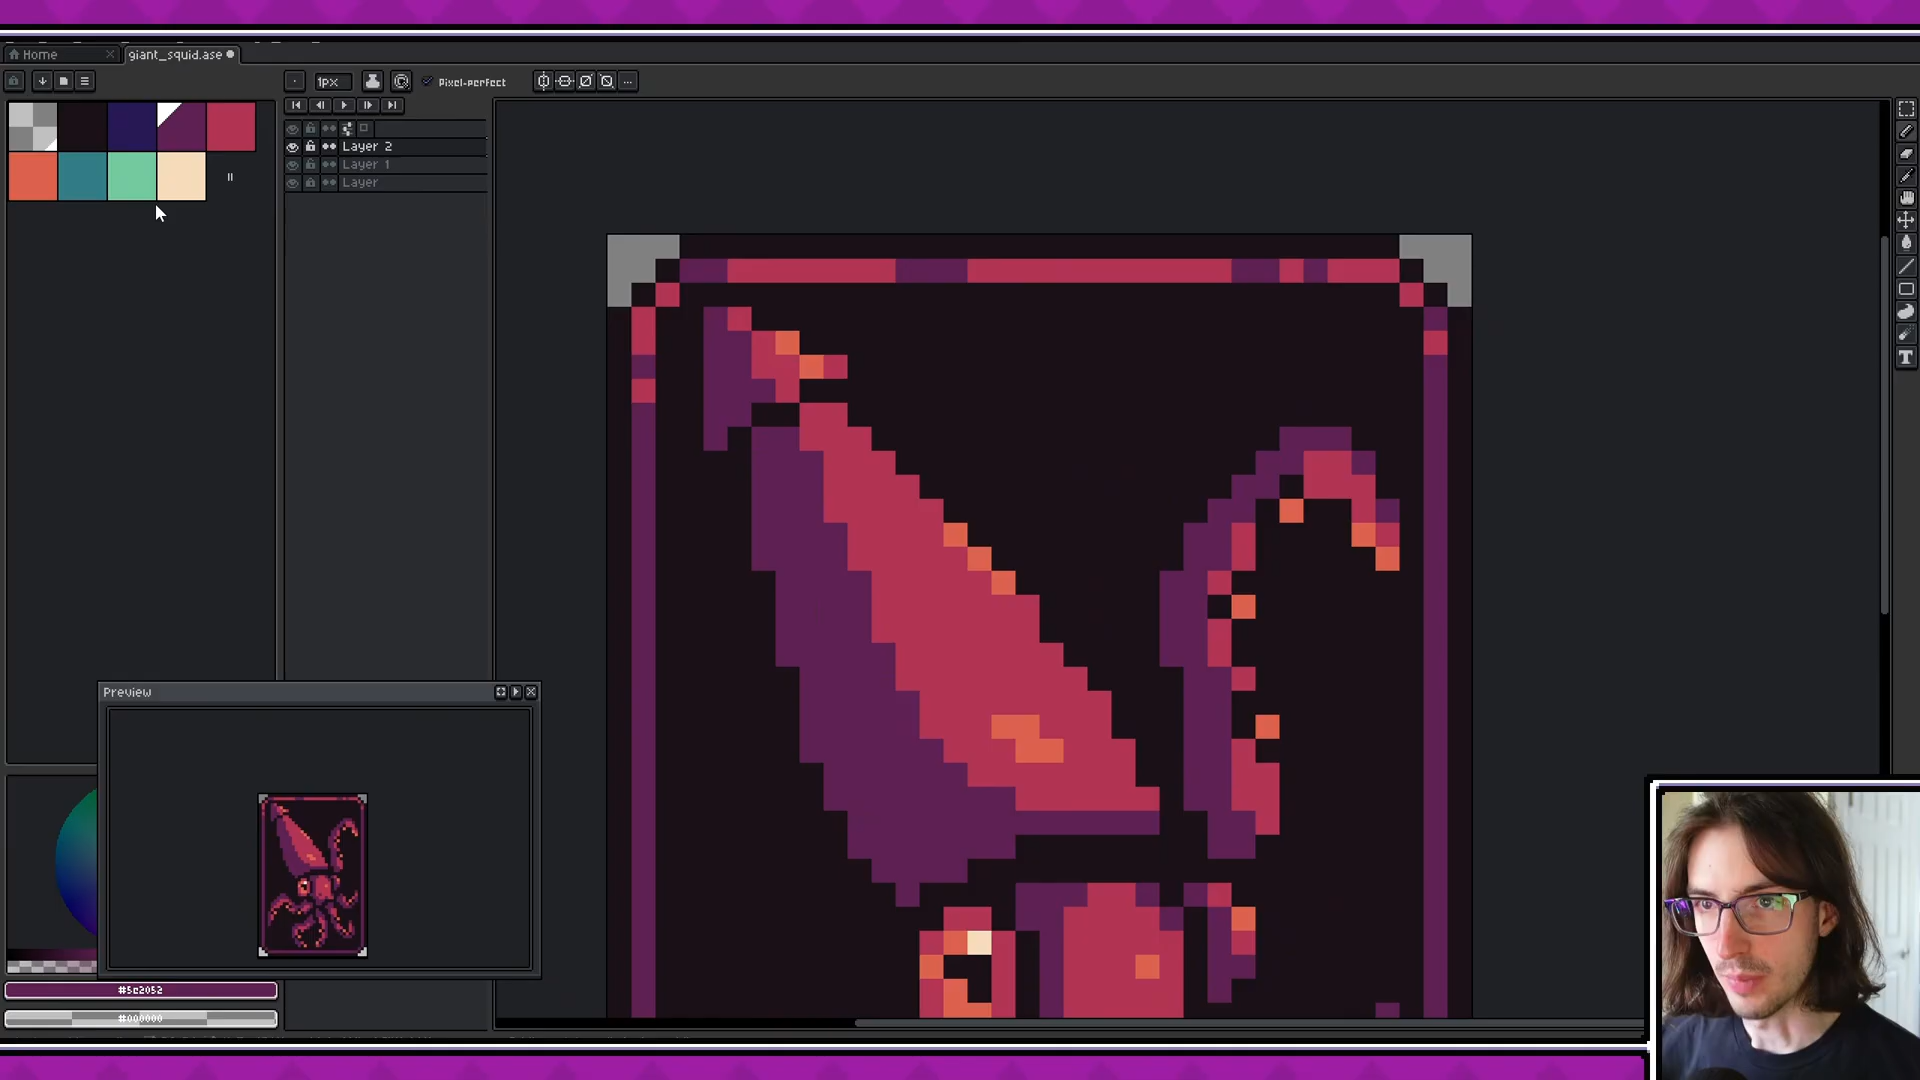 Home
giant_squid.ase
1px
Pixel-perfect
Layer 2
Layer 1
Layer
Preview
#5c2052
#000000